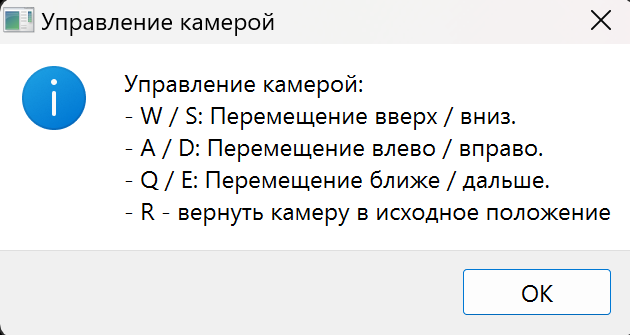 Управление камерой
Управление камерой:
- W / S: Перемещение вверх / вниз.
- A / D: Перемещение влево / вправо.
- Q / E: Перемещение ближе / дальше.
- R - вернуть камеру в исходное положение
OK